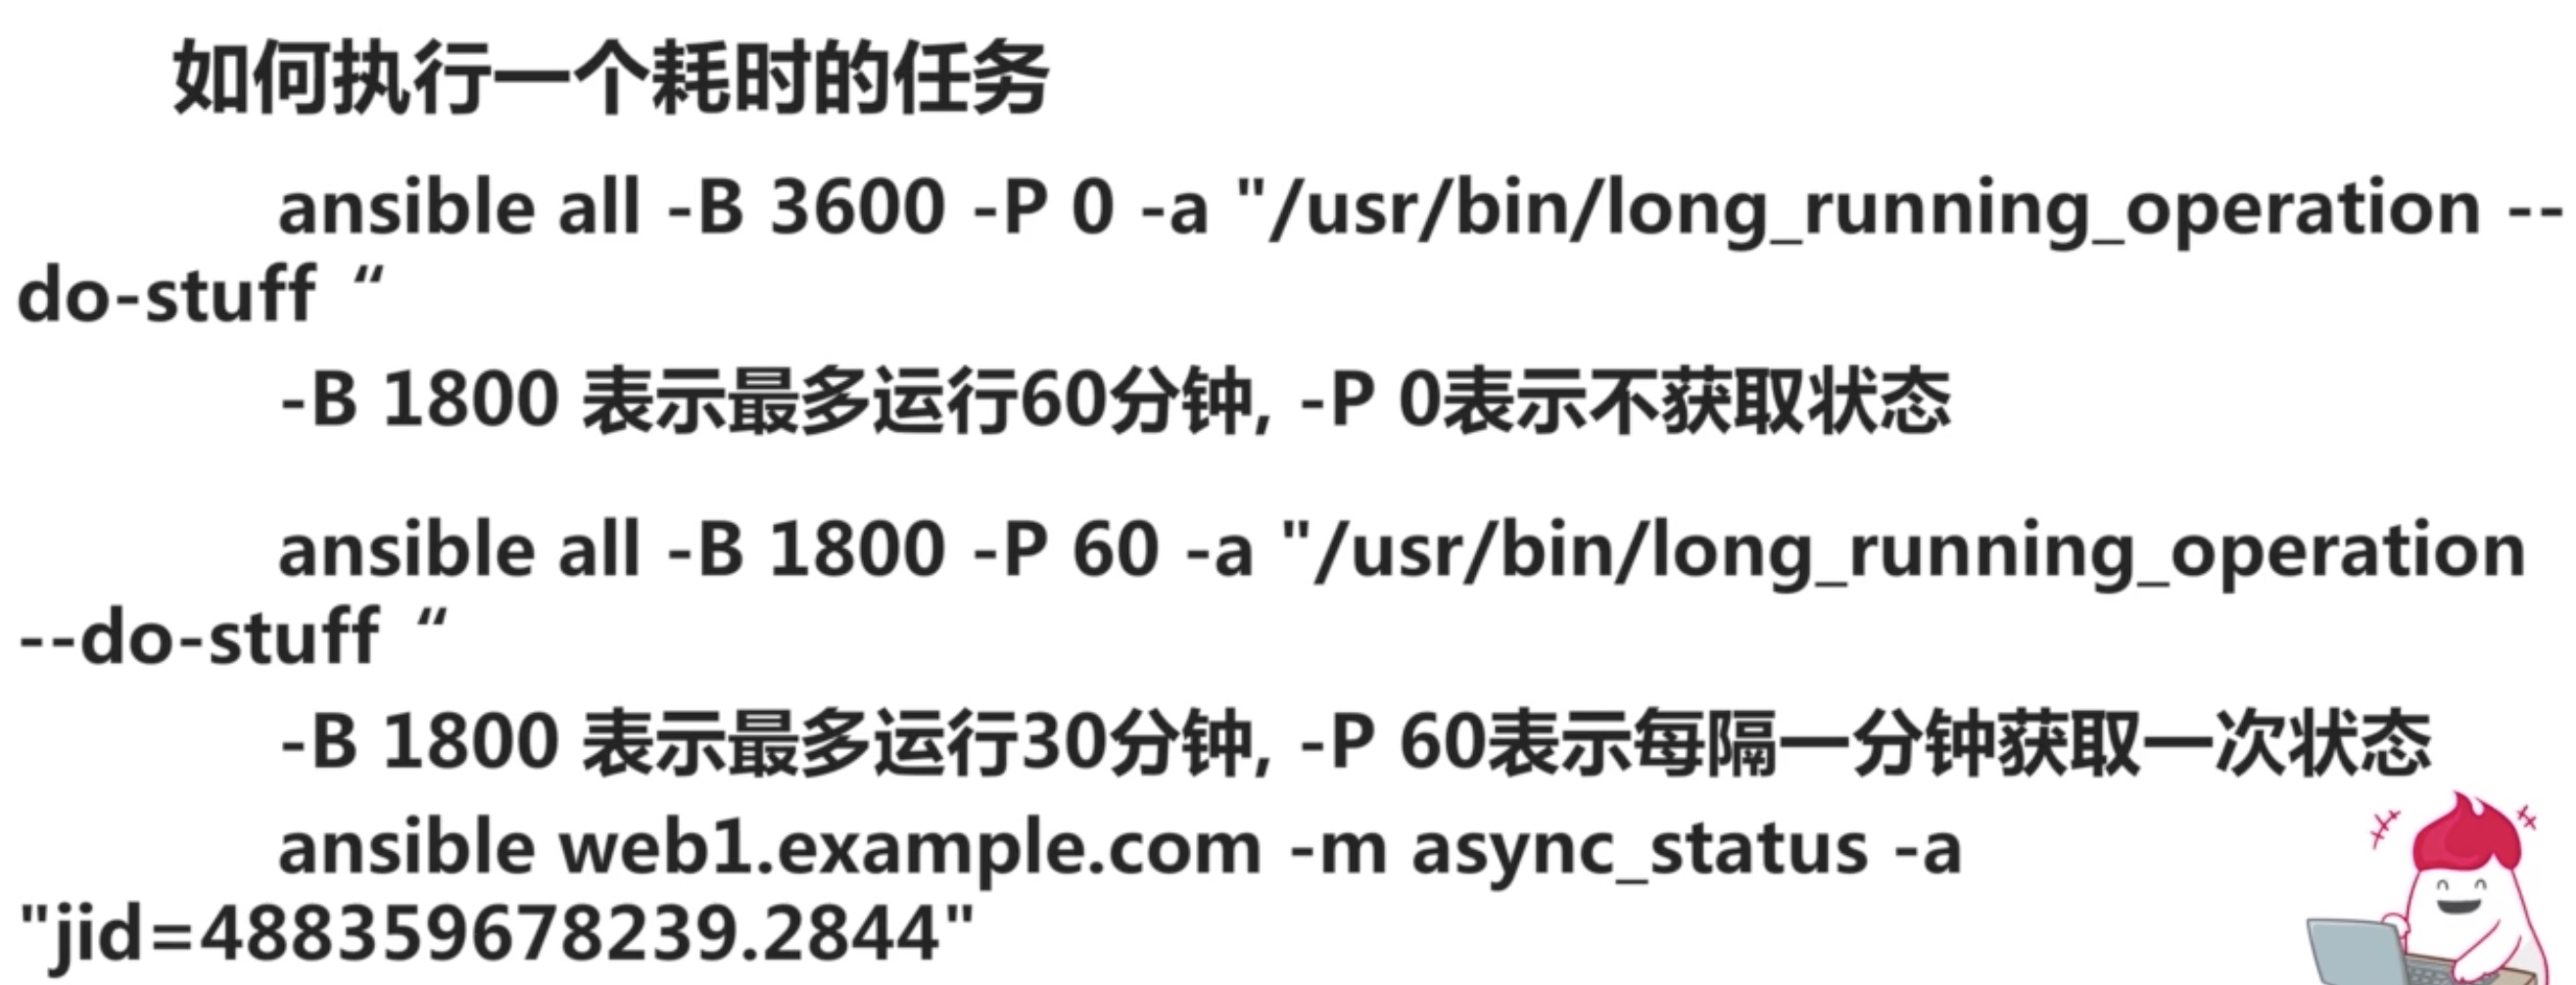 如何执行一个耗时的任务
ansible all -B 3600 -P 0 -a "/usr/bin/long_running_operation --
do-stuff “
-B 1800 表示最多运行60分钟, -P 0表示不获取状态
ansible all -B 1800 -P 60 -a "/usr/bin/long_running_operation
--do-stuff “
-B 1800 表示最多运行30分钟, -P 60表示每隔一分钟获取一次状态
ansible web1.example.com -m async_status -a
"jid=488359678239.2844"